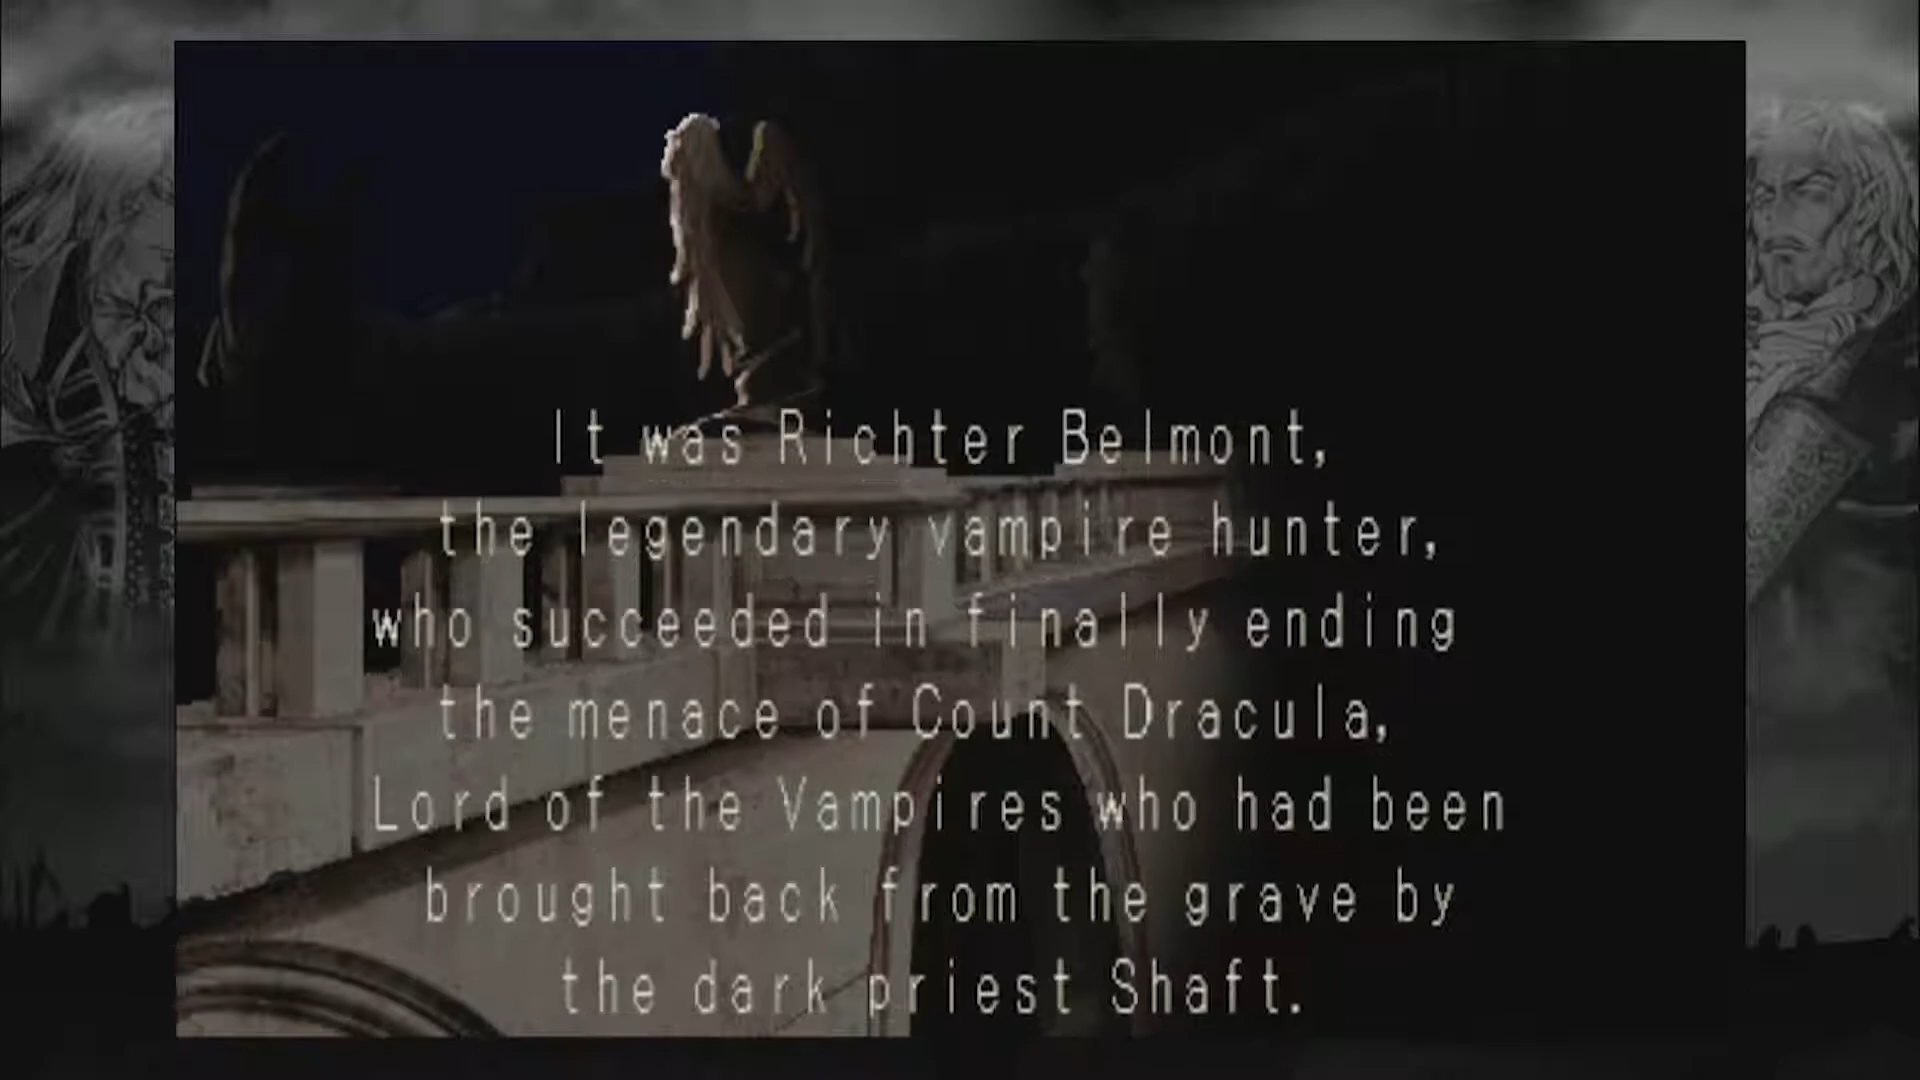 It was Richter Belmont,
the legendary vampire hunter,
who succeeded in finally ending
the menace of Count Dracula,
Lord of the Vampires who had been
brought back from the grave by
the dark priest Shaft.